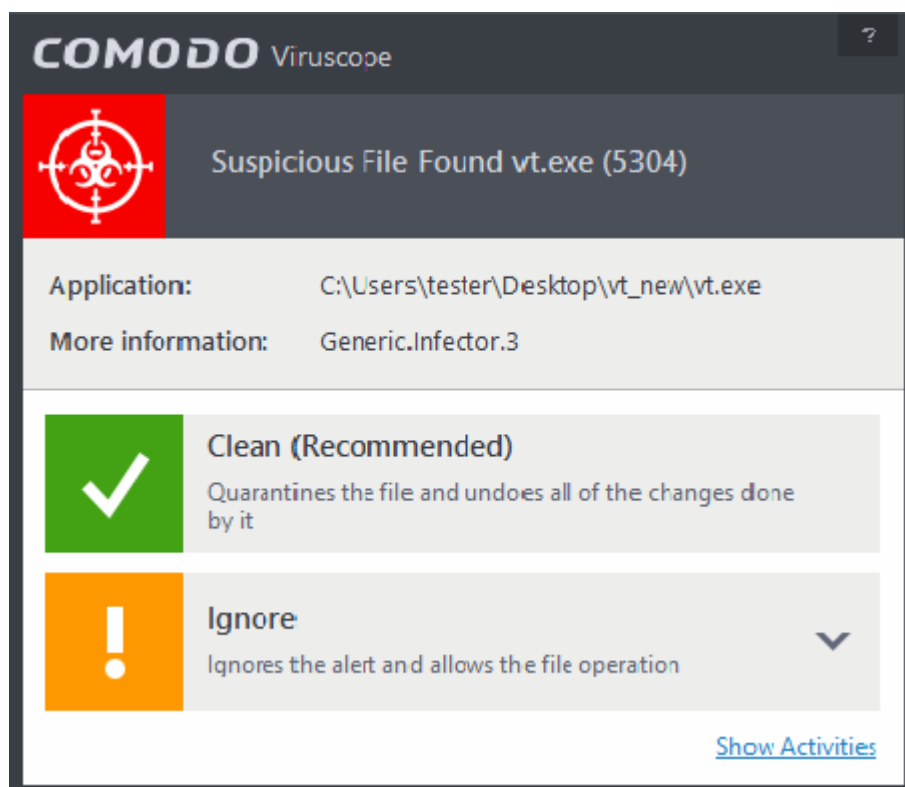 COMODO Viruscope
?
Suspicious File Found vt.exe (5304)
Application: C:\Users\tester\Desktop\vt_new\vt.exe
More information: Generic.Infector.3
Clean (Recommended)
Quarantines the file and undoes all of the changes done
by it
Ignore
Ignores the alert and allows the file operation
Show Activities